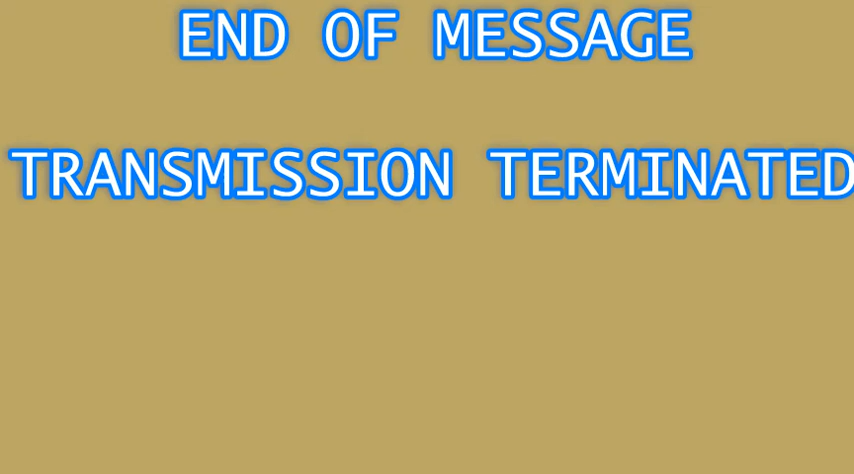 END OF MESSAGE
TRANSMISSION TERMINATED